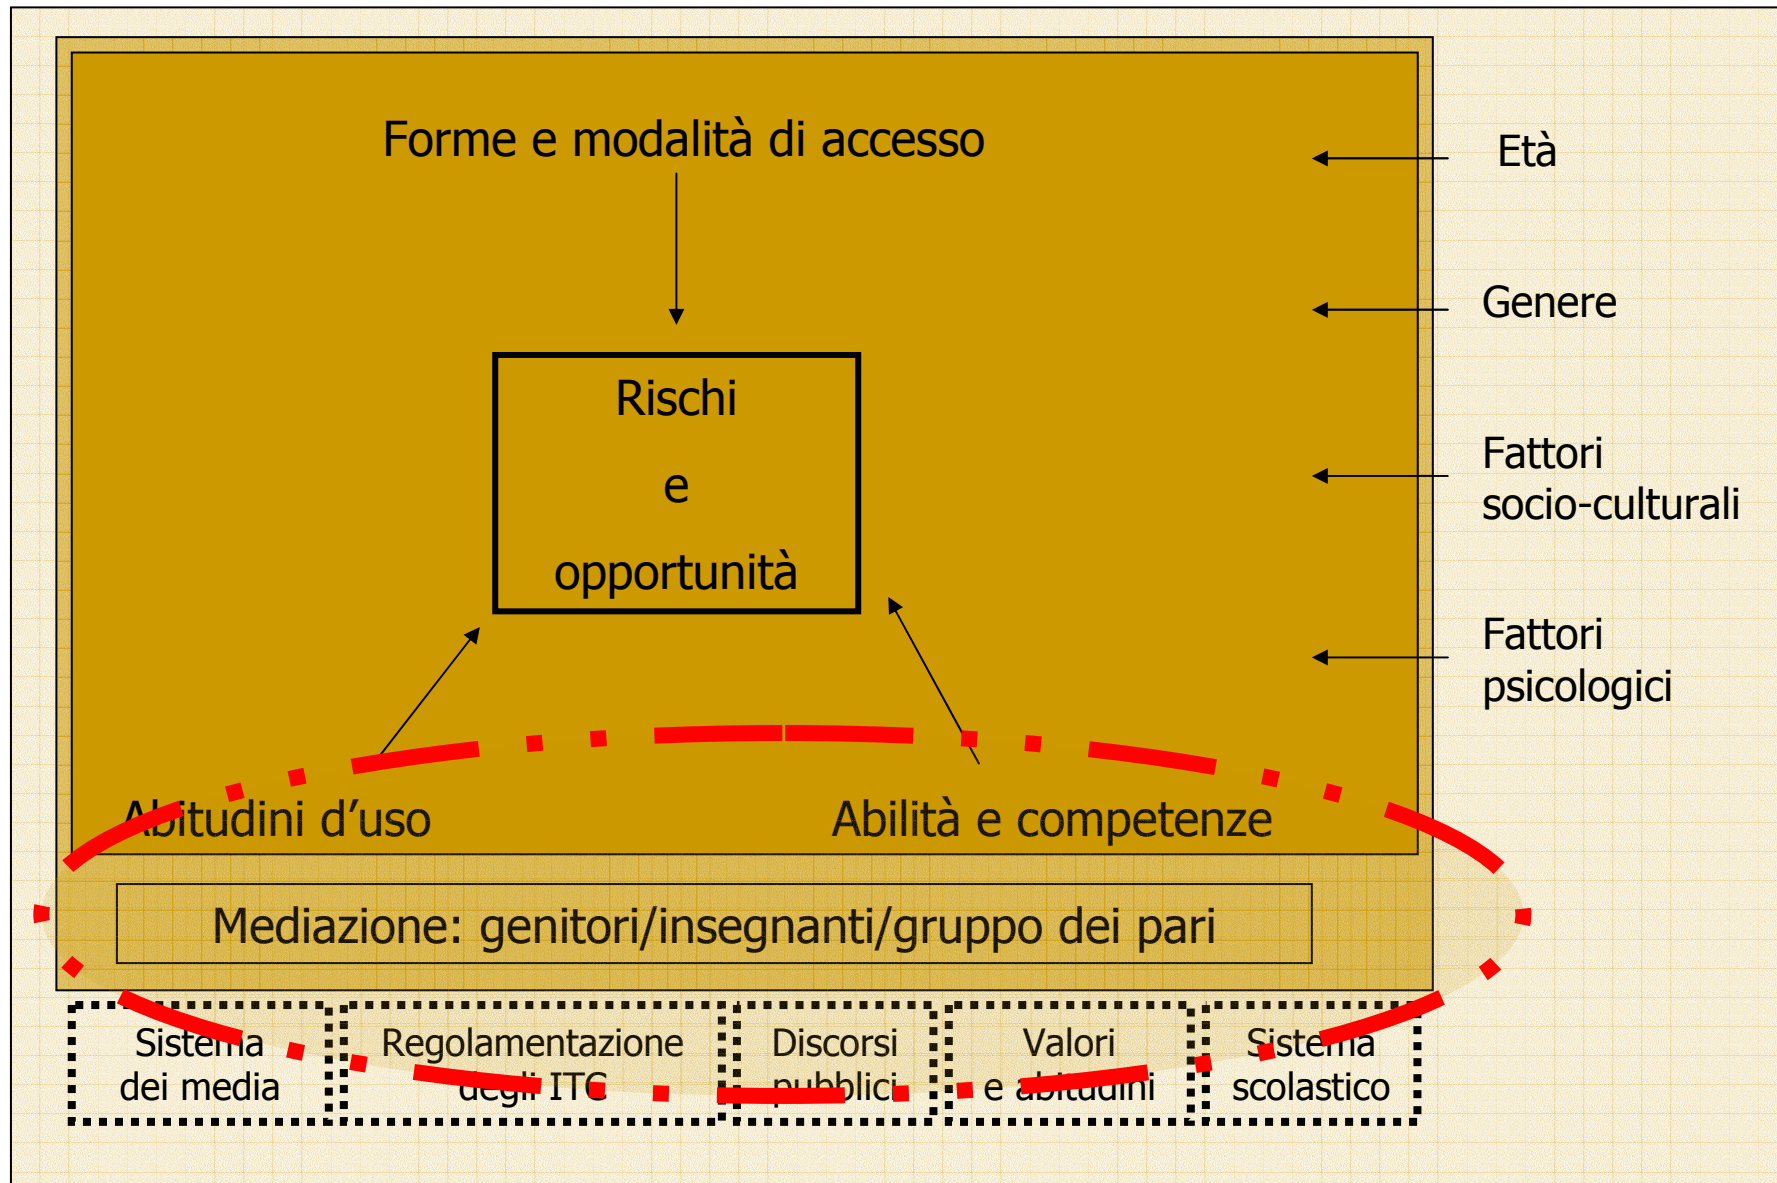 Forme e modalità di accesso
Età
Genere
Rischi
e
opportunità
Fattori
socio-culturali
Fattori
psicologici
Abitudini d’uso
Abilità e competenze
Mediazione: genitori/insegnanti/gruppo dei pari
Sistema
dei media
Regolamentazione
degli ITC
Discorsi
pubblici
Valori
e abitudini
Sistema
scolastico